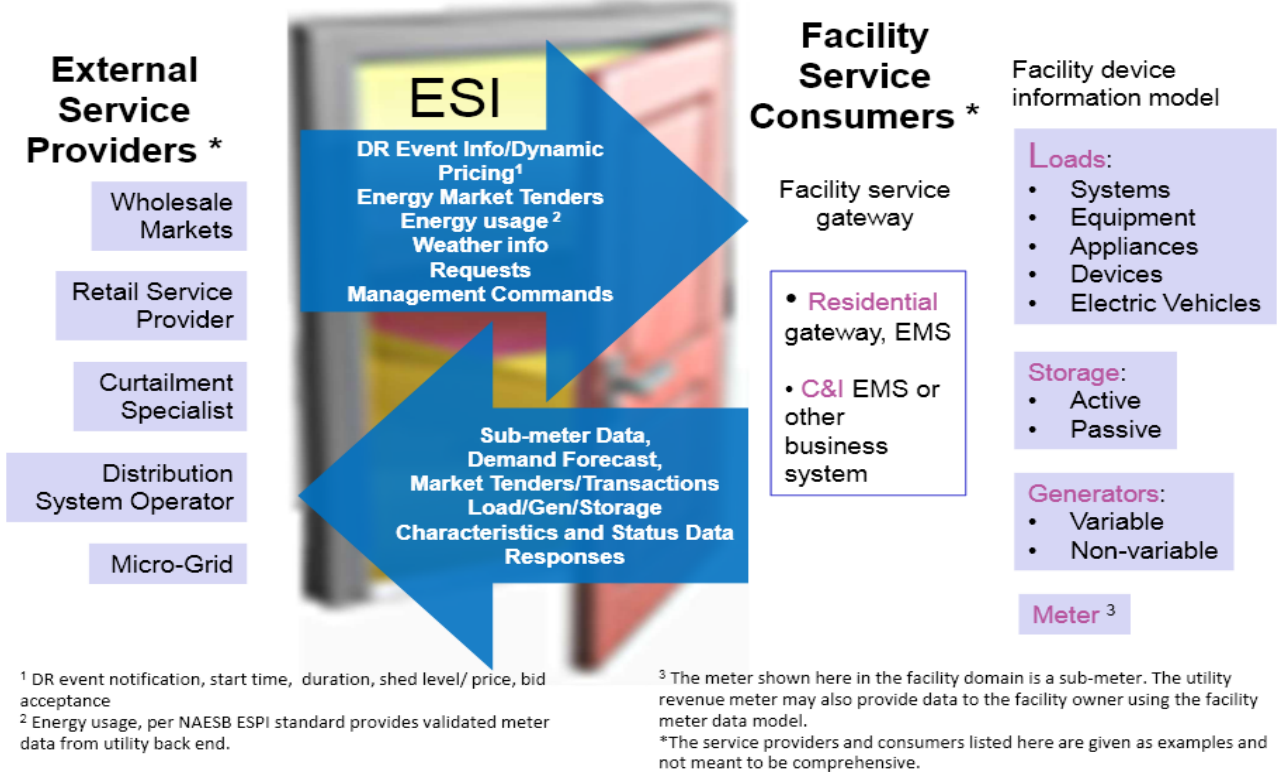 External
Service
Providers *
Wholesale
Markets
Retail Service
Provider
Curtailment
Specialist
Distribution
System Operator
Micro-Grid
ESI
DR Event Info/Dynamic
Pricing¹
Energy Market Tenders
Energy usage ²
Weather info
Requests
Management Commands
Sub-meter Data,
Demand Forecast,
Market Tenders/Transactions
Load/Gen/Storage
Characteristics and Status Data
Responses
Facility
Service
Consumers *
Facility service
gateway
• Residential
gateway, EMS
• C&I EMS or
other
business
system
Facility device
information model
Loads:
• Systems
• Equipment
• Appliances
• Devices
• Electric Vehicles
Storage:
• Active
• Passive
Generators:
• Variable
• Non-variable
Meter ³
¹ DR event notification, start time, duration, shed level/ price, bid
acceptance
² Energy usage, per NAESB ESPI standard provides validated meter
data from utility back end.
³ The meter shown here in the facility domain is a sub-meter. The utility
revenue meter may also provide data to the facility owner using the facility
meter data model.
*The service providers and consumers listed here are given as examples and
not meant to be comprehensive.